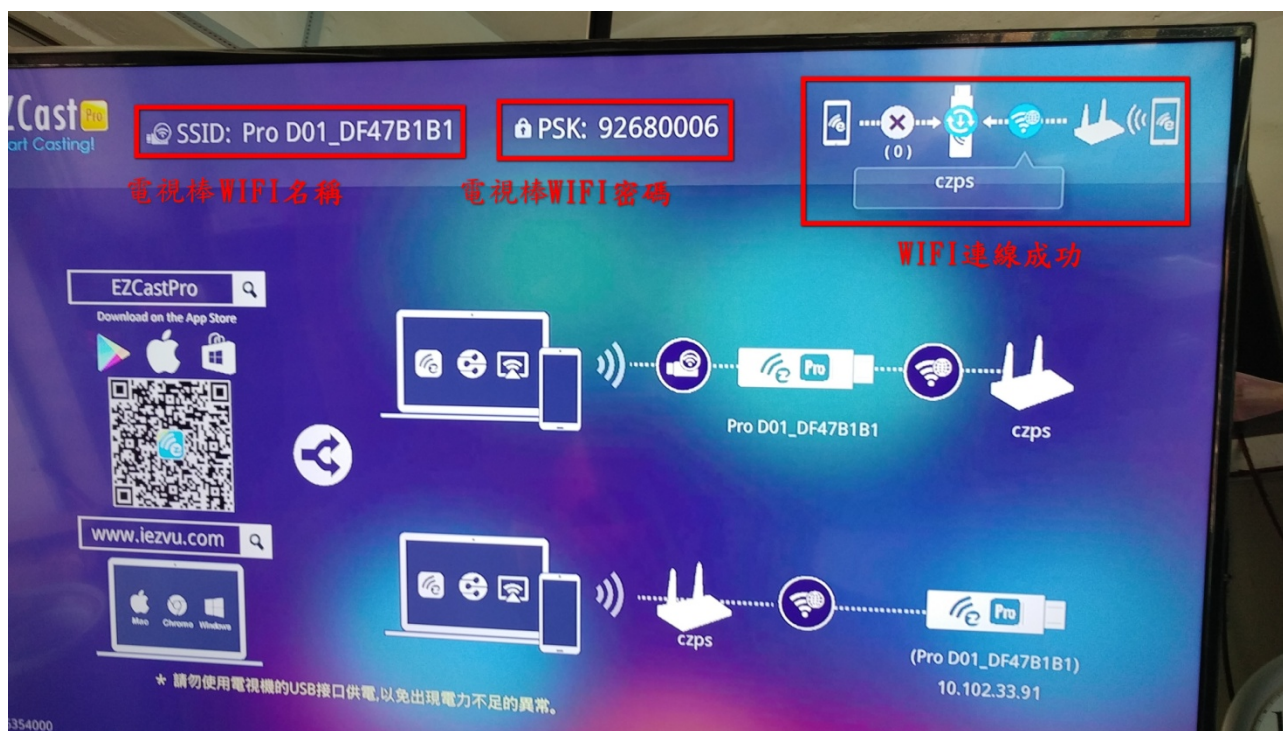 ZCast Pro
art Casting!
SSID: Pro D01_DF47B1B1
PSK: 92680006
(0)
czps
電視棒WIFI名稱
電視棒WIFI密碼
WIFI連線成功
EZCastPro
Download on the App Store
Pro
Pro D01_DF47B1B1
czps
www.iezvu.com
Mac Chrome Windows
czps
Pro
(Pro D01_DF47B1B1)
10.102.33.91
* 請勿使用電視機的USB接口供電,以免出現電力不足的異常。
5354000